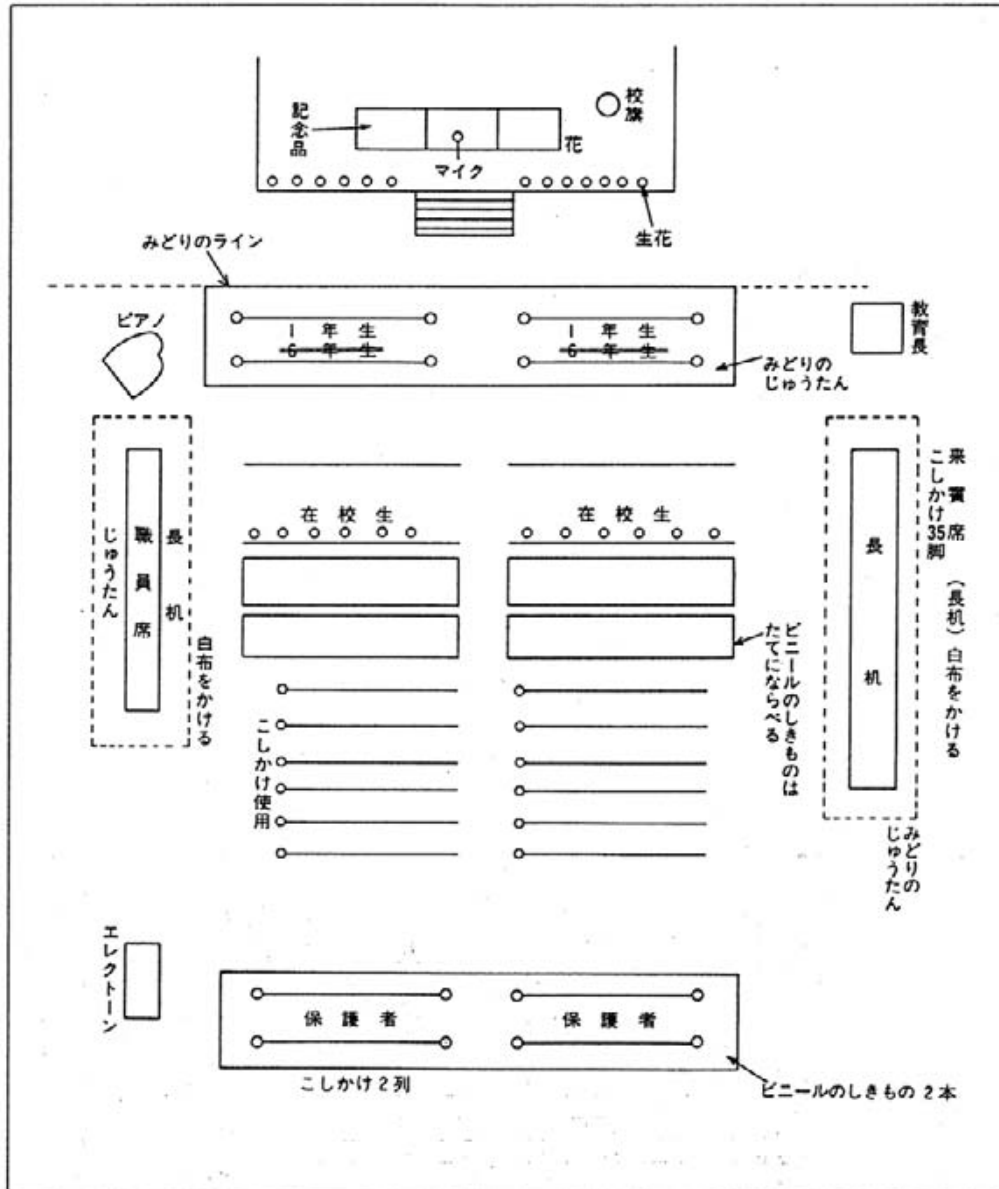 記念品
マイク
花
校旗
生花
みどりのライン
ピアノ
1年生
6年生
1年生
6年生
みどりの
じゅうたん
教育長
職員席
長机
じゅうたん
白布をかける
在校生
在校生
こしかけ使用
ビニールのしきものは
たてにならべる
長机
来賓席
こしかけ35脚
(長机)白布をかける
みどりの
じゅうたん
エレクトーン
保護者
保護者
こしかけ2列
ビニールのしきもの2本